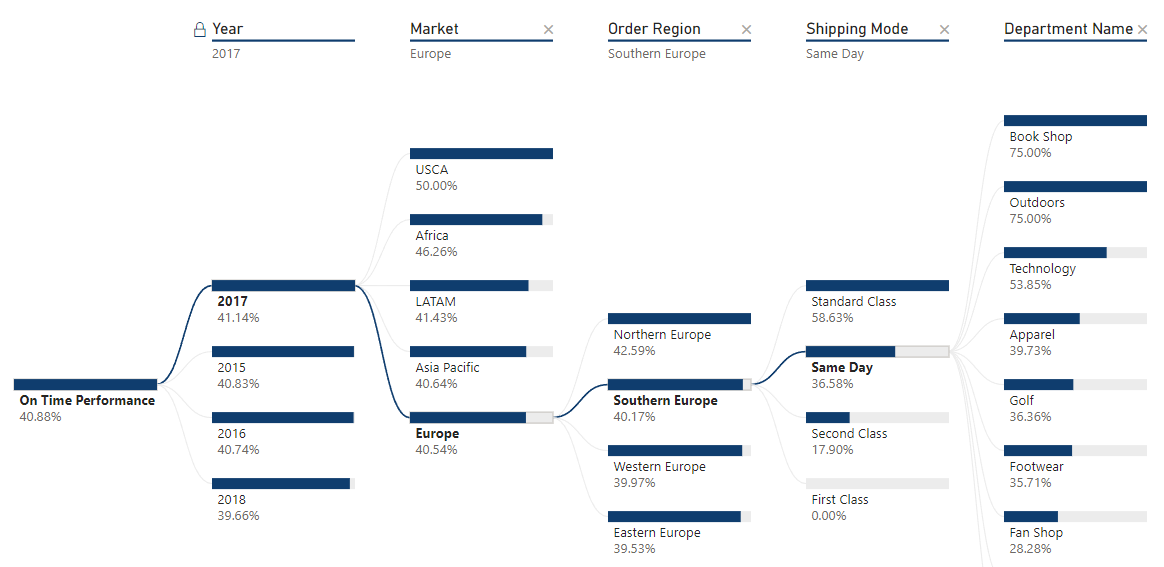 Year
2017
Market
Europe
Order Region
Southern Europe
Shipping Mode
Same Day
Department Name
On Time Performance
40.88%
2017
41.14%
2015
40.83%
2016
40.74%
2018
39.66%
USCA
50.00%
Africa
46.26%
LATAM
41.43%
Asia Pacific
40.64%
Europe
40.54%
Northern Europe
42.59%
Southern Europe
40.17%
Western Europe
39.97%
Eastern Europe
39.53%
Standard Class
58.63%
Same Day
36.58%
Second Class
17.90%
First Class
0.00%
Book Shop
75.00%
Outdoors
75.00%
Technology
53.85%
Apparel
39.73%
Golf
36.36%
Footwear
35.71%
Fan Shop
28.28%